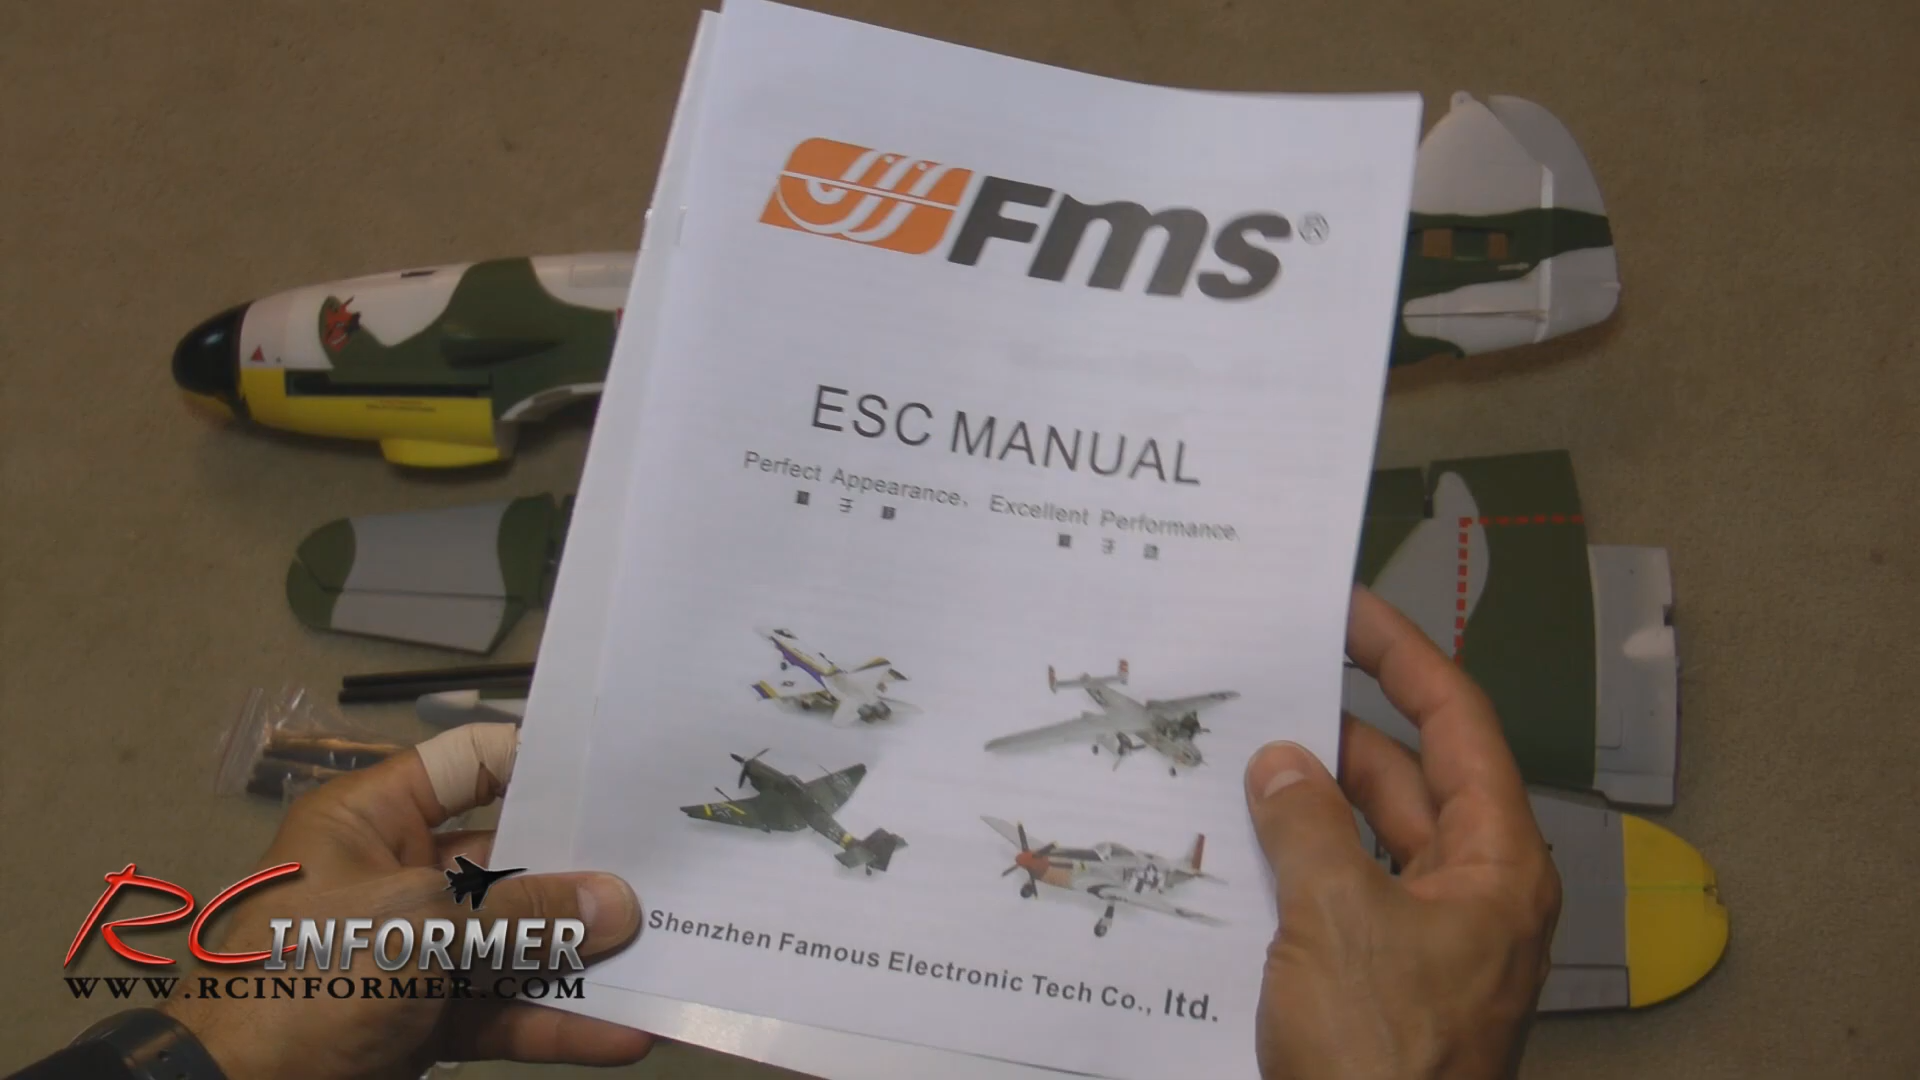 FMS®
ESC MANUAL
Perfect Appearance, Excellent Performance.
Shenzhen Famous Electronic Tech Co., ltd.
RC INFORMER
WWW.RCINFORMER.COM